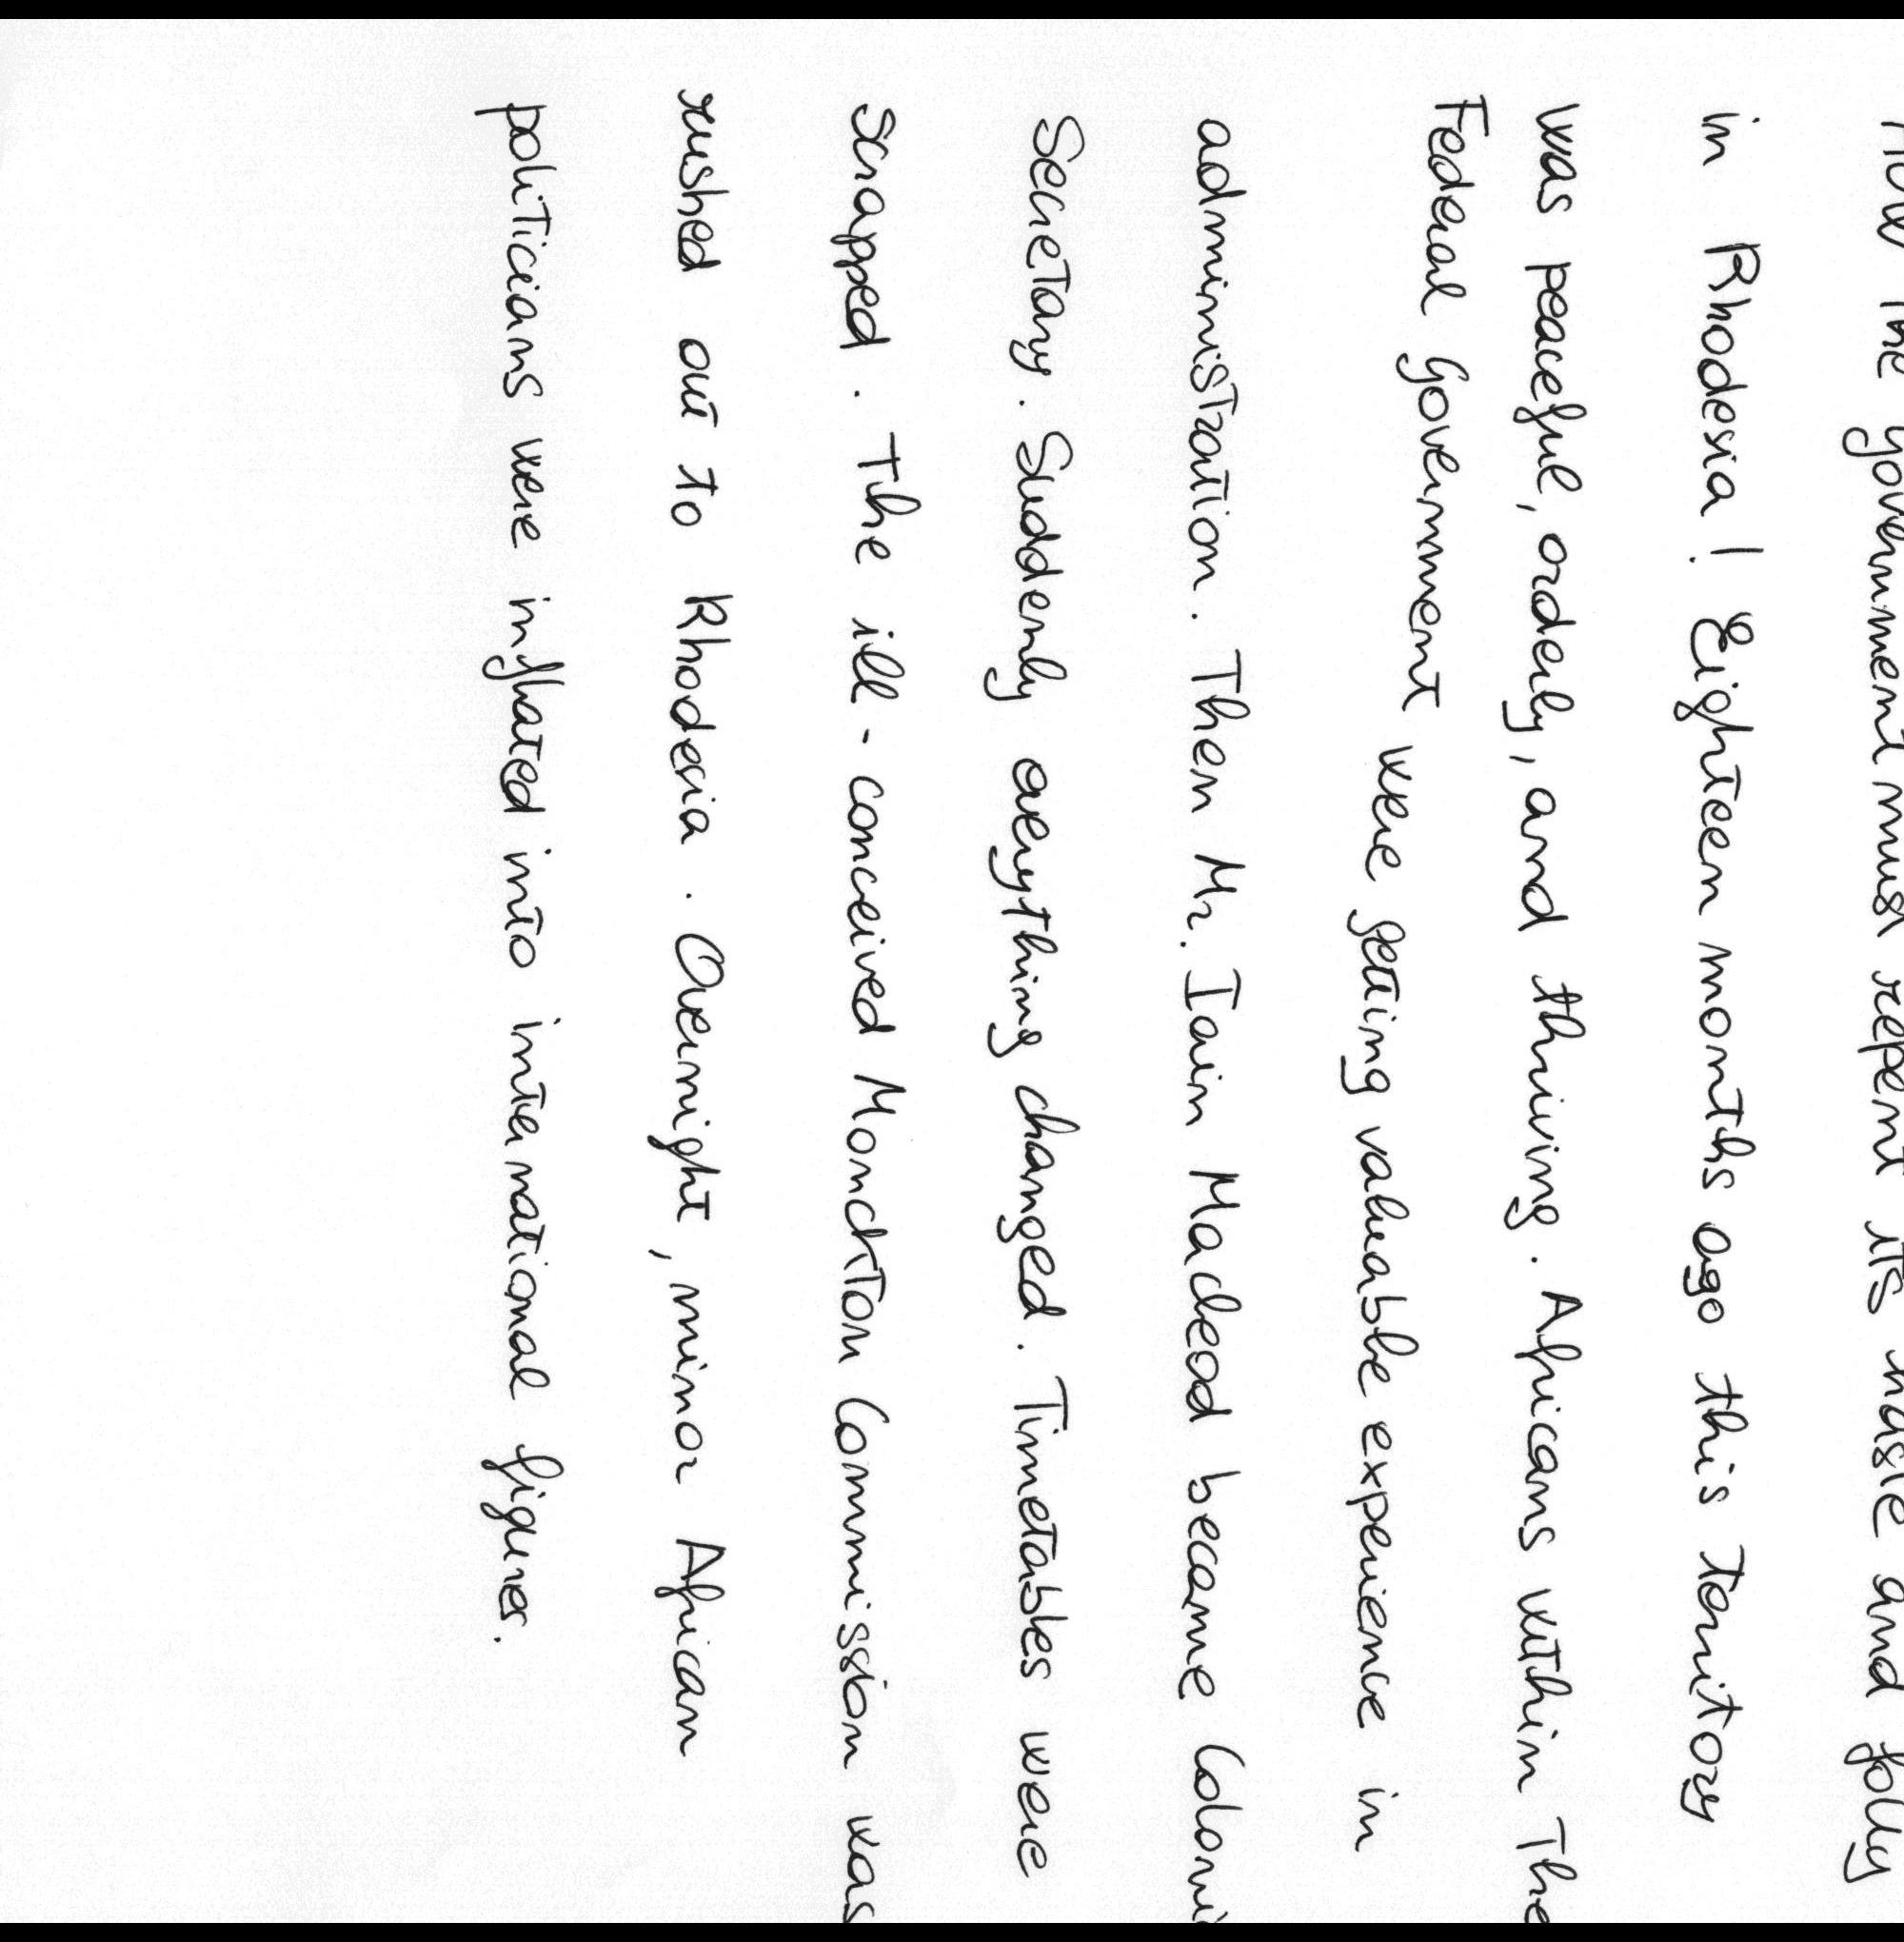 How the government must repent its haste and folly
in Rhodesia! Eighteen months ago this territory
was peaceful, orderly, and thriving. Africans within the
Federal Government were getting valuable experience in
administration. Then Mr. Iain Macleod became Coloni
Secretary. Suddenly everything changed. Timetables were
scrapped. The ill-conceived Monckton Commission was
rushed out to Rhodesia. Overnight, minor African
politicians were inflated into international figures.